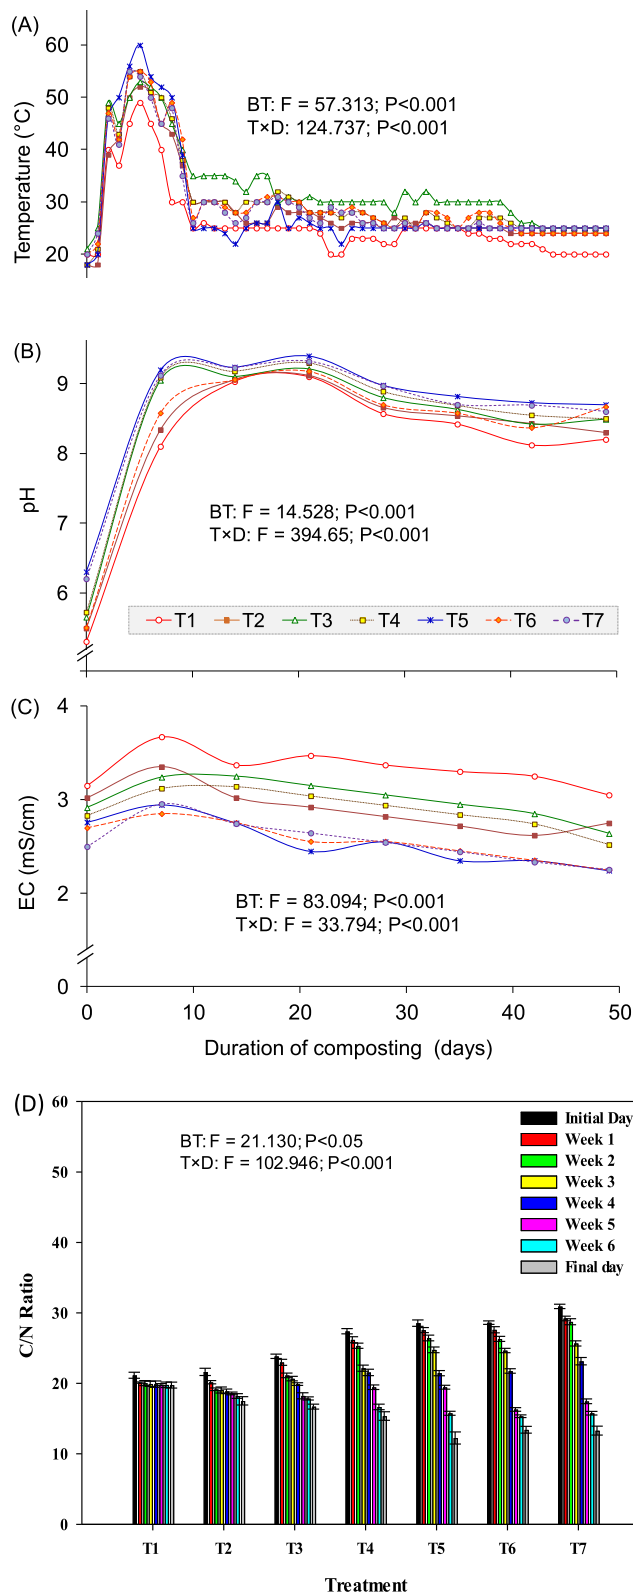 (A)
Temperature (°C)
60
50
40
30
20
BT: F = 57.313; P<0.001
T×D: 124.737; P<0.001
(B)
pH
9
8
7
6
BT: F = 14.528; P<0.001
T×D: F = 394.65; P<0.001
T1 T2 T3 T4 T5 T6 T7
(C)
EC (mS/cm)
4
3
2
0
BT: F = 83.094; P<0.001
T×D: F = 33.794; P<0.001
0 10 20 30 40 50
Duration of composting (days)
(D)
C/N Ratio
60
50
40
30
20
10
0
BT: F = 21.130; P<0.05
T×D: F = 102.946; P<0.001
Initial Day
Week 1
Week 2
Week 3
Week 4
Week 5
Week 6
Final day
T1 T2 T3 T4 T5 T6 T7
Treatment